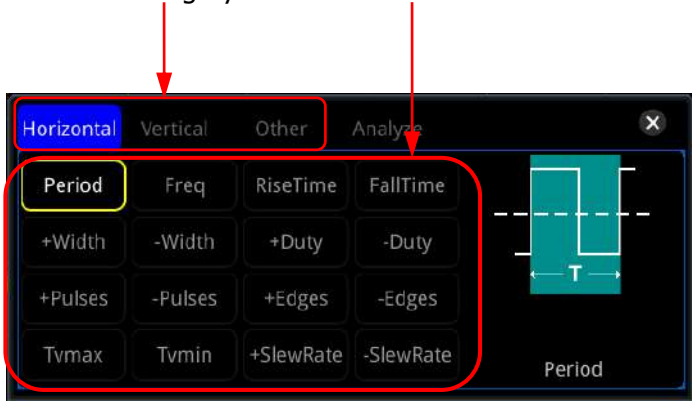 Horizontal Vertical Other Analyze X
Period Freq RiseTime FallTime
+Width -Width +Duty -Duty
T
+Pulses -Pulses +Edges -Edges
Tvmax Tvmin +SlewRate -SlewRate
Period